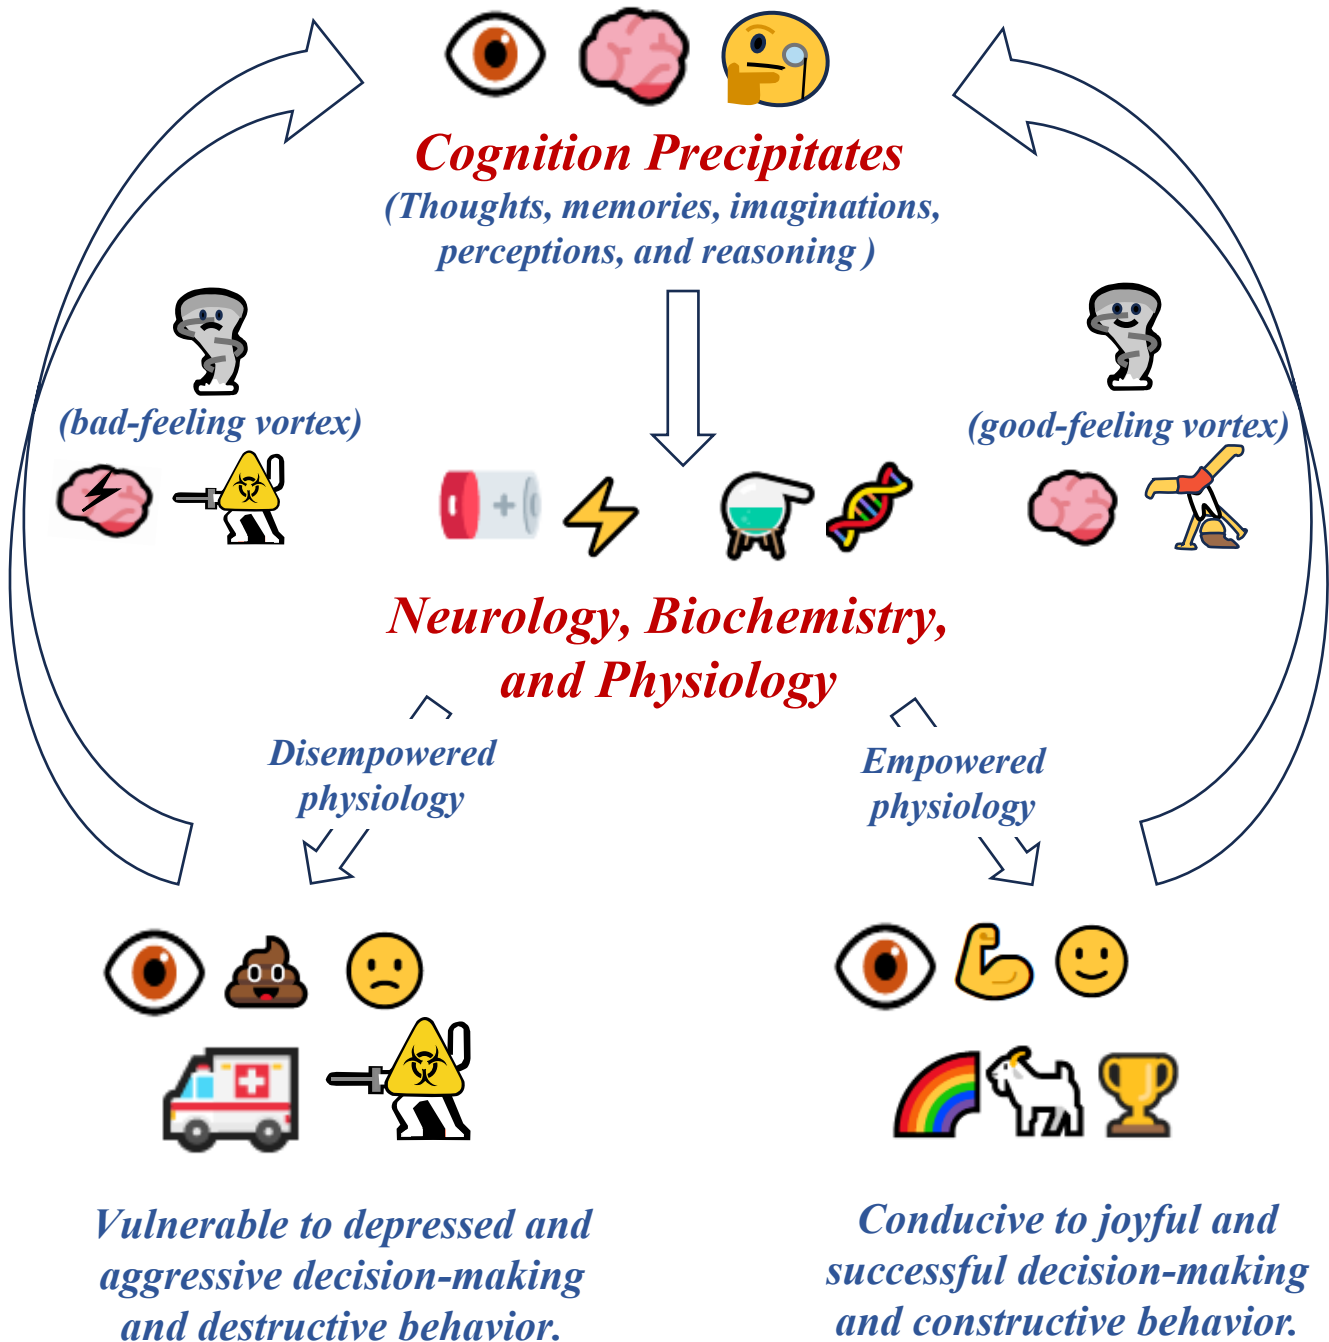 Cognition Precipitates
(Thoughts, memories, imaginations,
perceptions, and reasoning )
(bad-feeling vortex)
(good-feeling vortex)
Neurology, Biochemistry,
and Physiology
Disempowered
physiology
Empowered
physiology
Vulnerable to depressed and
aggressive decision-making
and destructive behavior.
Conducive to joyful and
successful decision-making
and constructive behavior.